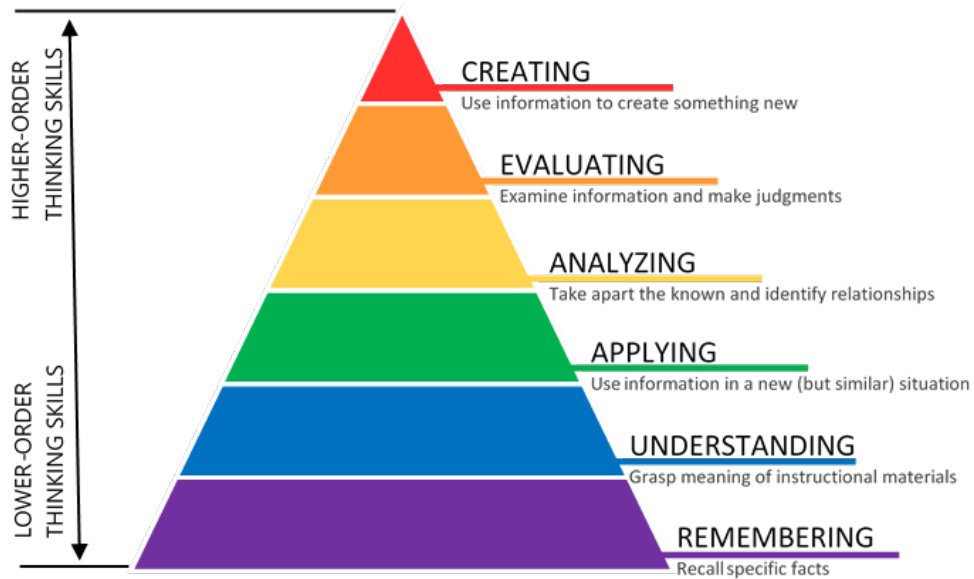 HIGHER-ORDER
THINKING SKILLS
CREATING
Use information to create something new
EVALUATING
Examine information and make judgments
ANALYZING
Take apart the known and identify relationships
APPLYING
Use information in a new (but similar) situation
LOWER-ORDER
THINKING SKILLS
UNDERSTANDING
Grasp meaning of instructional materials
REMEMBERING
Recall specific facts